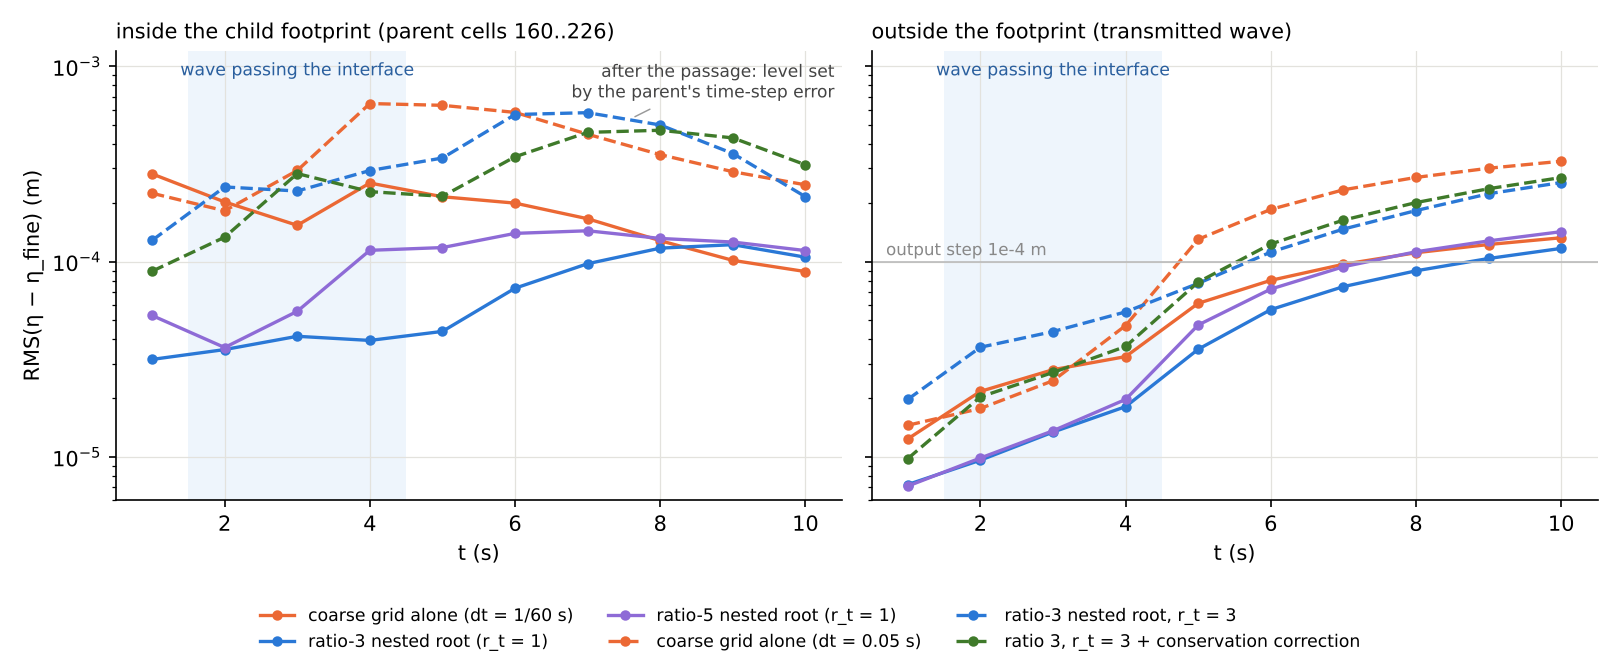 inside the child footprint (parent cells 160..226)
outside the footprint (transmitted wave)
wave passing the interface
after the passage: level set
by the parent's time-step error
wave passing the interface
output step 1e-4 m
RMS(η − η_fine) (m)
10⁻³
10⁻⁴
10⁻⁵
2 4 6 8 10
2 4 6 8 10
t (s)
t (s)
coarse grid alone (dt = 1/60 s)
ratio-3 nested root (r_t = 1)
ratio-5 nested root (r_t = 1)
coarse grid alone (dt = 0.05 s)
ratio-3 nested root, r_t = 3
ratio 3, r_t = 3 + conservation correction